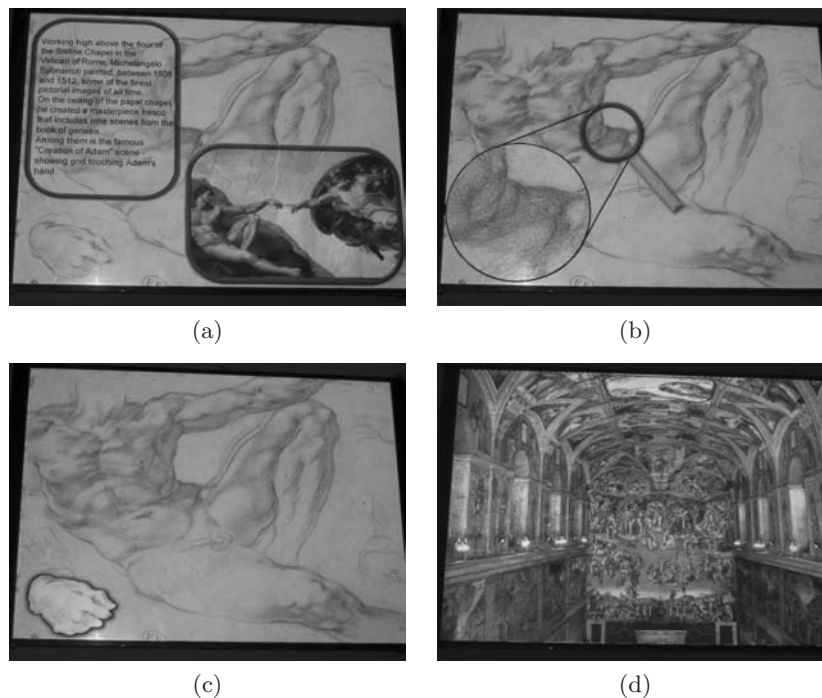 Working high above the floor of
the Sistine Chapel in the
Vatican of Rome, Michelangelo
Buonarroti painted, between 1508
and 1512, some of the finest
pictorial images of all time.
On the ceiling of the papal chapel,
he created a masterpiece fresco
that includes nine scenes from the
book of genesis.
Among them is the famous
"Creation of Adam" scene -
showing god touching Adam's
hand.
(a)
(b)
(c)
(d)